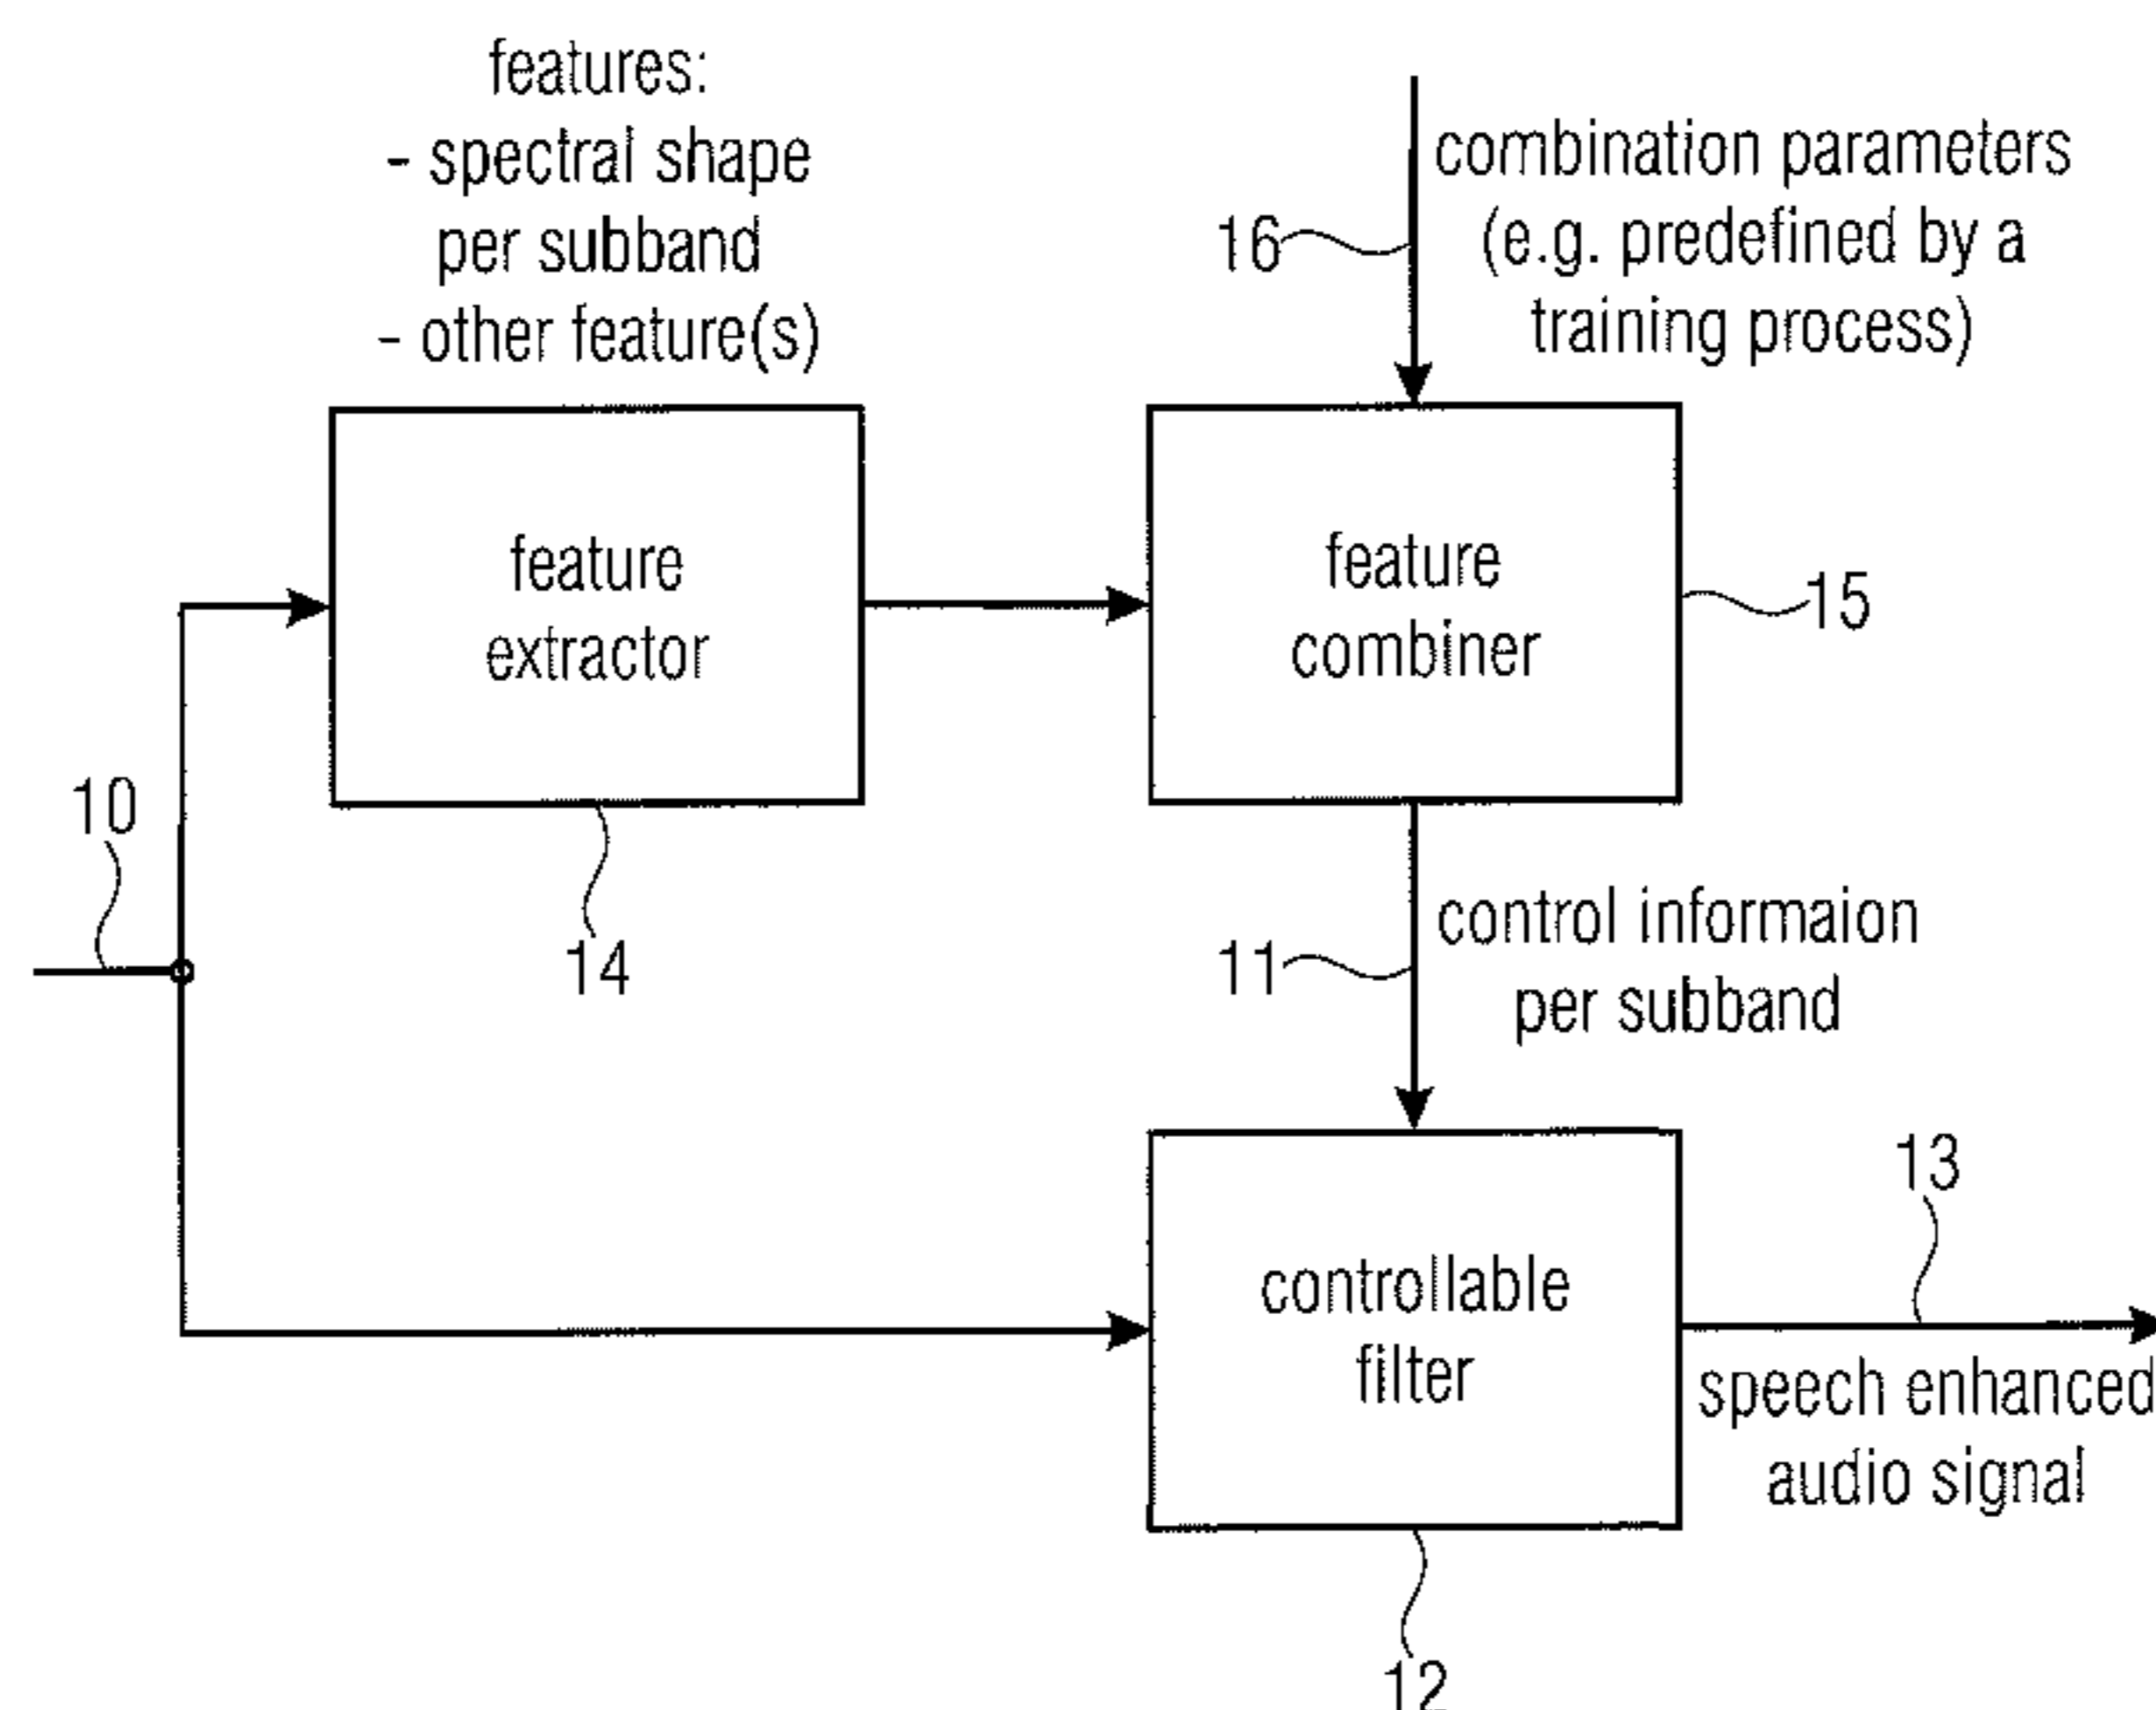 features:
- spectral shape
per subband
- other feature(s)
combination parameters
(e.g. predefined by a
training process)
16
feature
extractor
feature
combiner
15
10
14
control informaion
per subband
11
13
controllable
filter
speech enhanced
audio signal
12